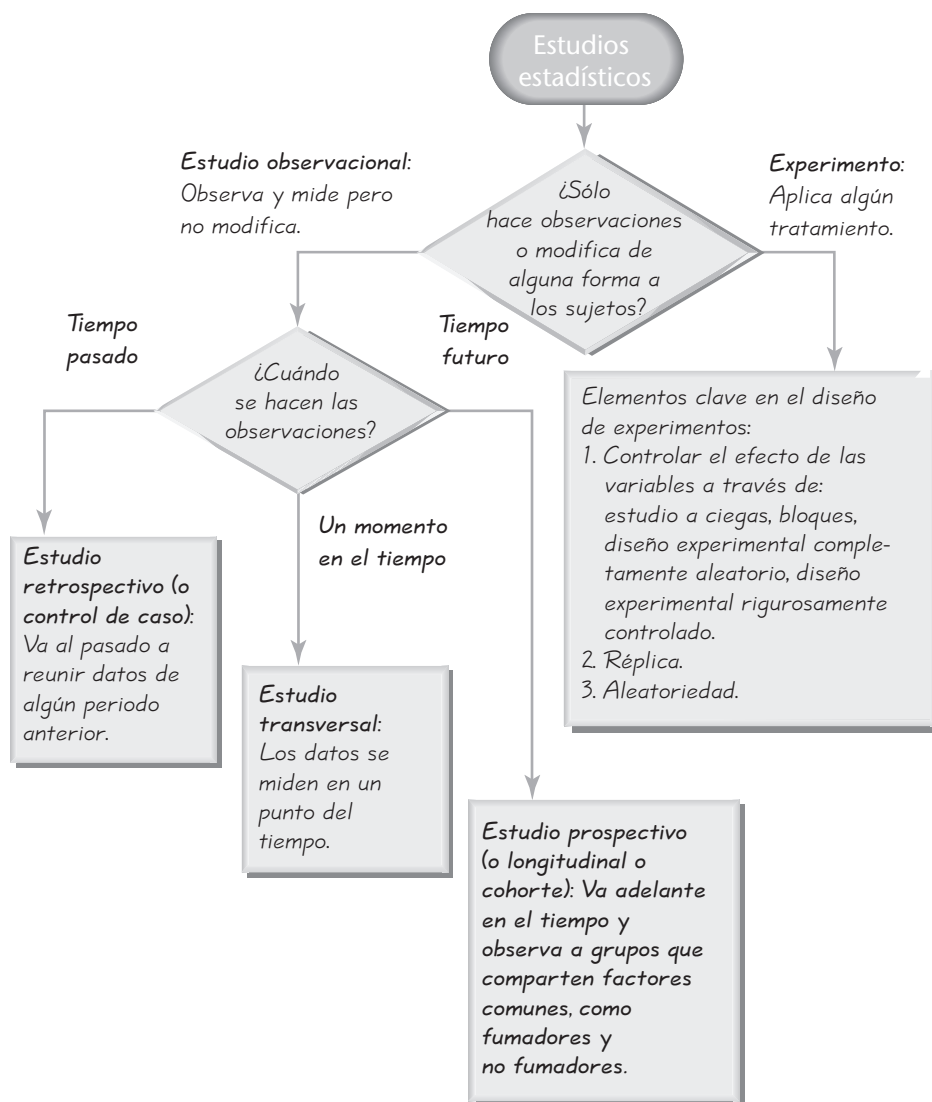 Estudios
estadísticos
Estudio observacional:
Observa y mide pero
no modifica.
¿Sólo
hace observaciones
o modifica de
alguna forma a
los sujetos?
Experimento:
Aplica algún
tratamiento.
Tiempo
pasado
¿Cuándo
se hacen las
observaciones?
Tiempo
futuro
Elementos clave en el diseño
de experimentos:
1. Controlar el efecto de las
variables a través de:
estudio a ciegas, bloques,
diseño experimental comple-
tamente aleatorio, diseño
experimental rigurosamente
controlado.
2. Réplica.
3. Aleatoriedad.
Un momento
en el tiempo
Estudio
retrospectivo (o
control de caso):
Va al pasado a
reunir datos de
algún periodo
anterior.
Estudio
transversal:
Los datos se
miden en un
punto del
tiempo.
Estudio prospectivo
(o longitudinal o
cohorte): Va adelante
en el tiempo y
observa a grupos que
comparten factores
comunes, como
fumadores y
no fumadores.